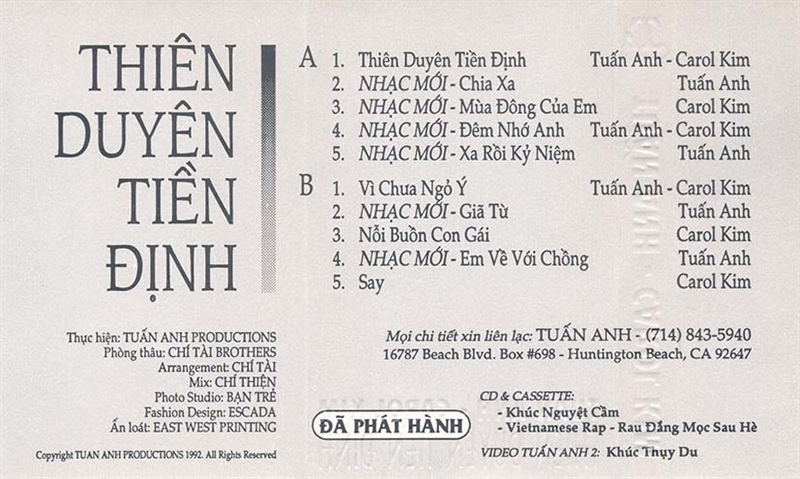 THIÊN
DUYÊN
TIỀN
ĐỊNH
A 1. Thiên Duyên Tiền Định Tuấn Anh - Carol Kim
2. NHẠC MỚI - Chia Xa Tuấn Anh
3. NHẠC MỚI - Mùa Đông Của Em Carol Kim
4. NHẠC MỚI - Đêm Nhớ Anh Tuấn Anh - Carol Kim
5. NHẠC MỚI - Xa Rồi Kỷ Niệm Tuấn Anh
B 1. Vì Chưa Ngỏ Ý Tuấn Anh - Carol Kim
2. NHẠC MỚI - Giã Từ Tuấn Anh
3. Nỗi Buồn Con Gái Carol Kim
4. NHẠC MỚI - Em Về Với Chồng Tuấn Anh
5. Say Carol Kim
Thực hiện: TUẤN ANH PRODUCTIONS
Phòng thâu: CHÍ TÀI BROTHERS
Arrangement: CHÍ TÀI
Mix: CHÍ THIỆN
Photo Studio: BẠN TRẺ
Fashion Design: ESCADA
Ấn loát: EAST WEST PRINTING
Copyright TUAN ANH PRODUCTIONS 1992. All Rights Reserved
Mọi chi tiết xin liên lạc: TUẤN ANH - (714) 843-5940
16787 Beach Blvd. Box #698 - Huntington Beach, CA 92647
ĐÃ PHÁT HÀNH
CD & CASSETTE:
- Khúc Nguyệt Cầm
- Vietnamese Rap - Rau Đắng Mọc Sau Hè
VIDEO TUẤN ANH 2: Khúc Thụy Du